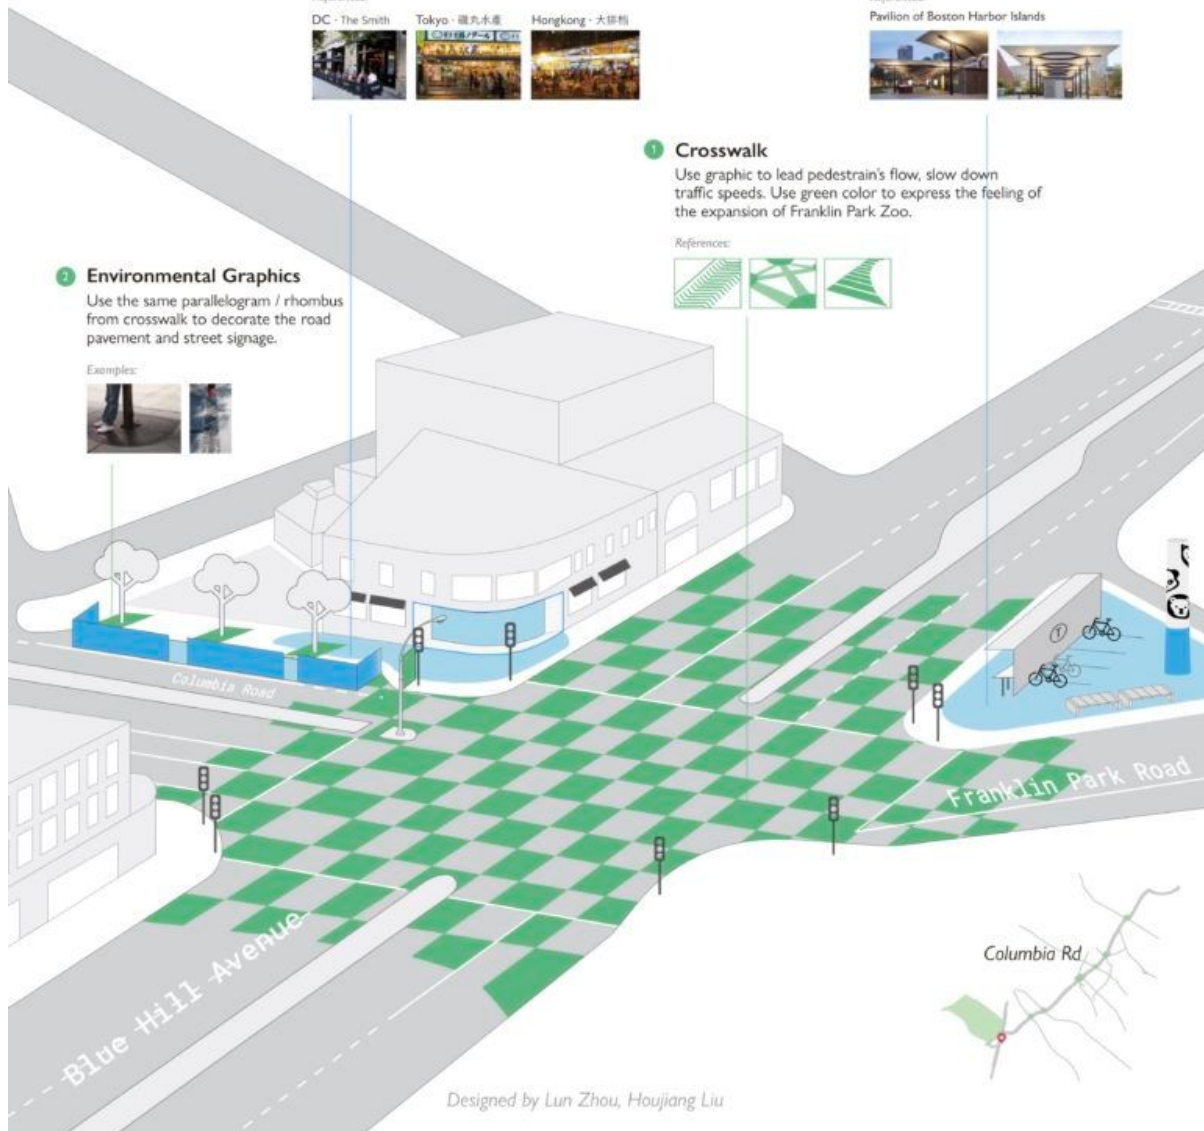 DC - The Smith
Tokyo - 磯丸水產
Hongkong - 大排档
Pavilion of Boston Harbor Islands
1 Crosswalk
Use graphic to lead pedestrain's flow, slow down
traffic speeds. Use green color to express the feeling of
the expansion of Franklin Park Zoo.
References:
2 Environmental Graphics
Use the same parallelogram / rhombus
from crosswalk to decorate the road
pavement and street signage.
Examples:
T
Columbia Road
Franklin Park Road
Blue Hill Avenue
Columbia Rd
Designed by Lun Zhou, Houjiang Liu